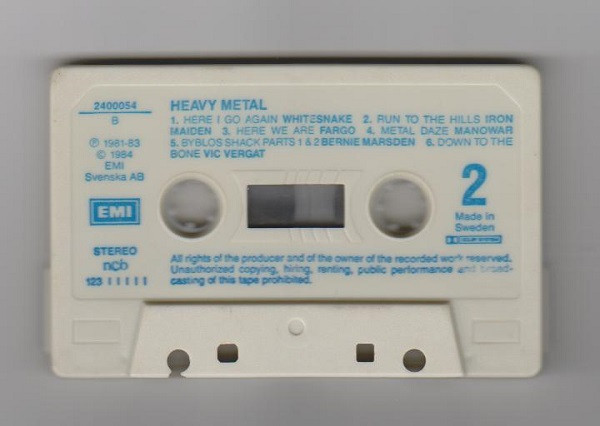 2400054
B
HEAVY METAL
1. HERE I GO AGAIN WHITESNAKE 2. RUN TO THE HILLS IRON
MAIDEN 3. HERE WE ARE FARGO 4. METAL DAZE MANOWAR
5. BYBLOS SHACK PARTS 1 & 2 BERNIE MARSDEN 6. DOWN TO THE
BONE VIC VERGAT
℗ 1981-83
© 1984
EMI
Svenska AB
EMI
STEREO
ncb
123 | | | | |
2
Made in
Sweden
DOLBY SYSTEM
All rights of the producer and of the owner of the recorded work reserved.
Unauthorized copying, hiring, renting, public performance and broad-
casting of this tape prohibited.